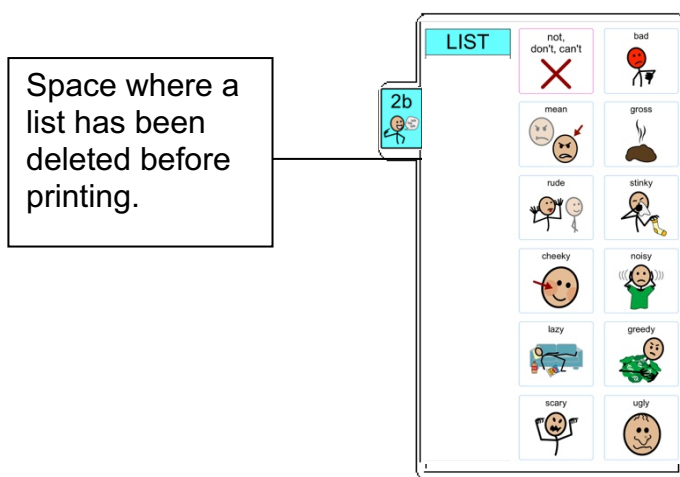 Space where a
list has been
deleted before
printing.
2b
LIST
not,
don't, can't
bad
mean
gross
rude
stinky
cheeky
noisy
lazy
greedy
scary
ugly